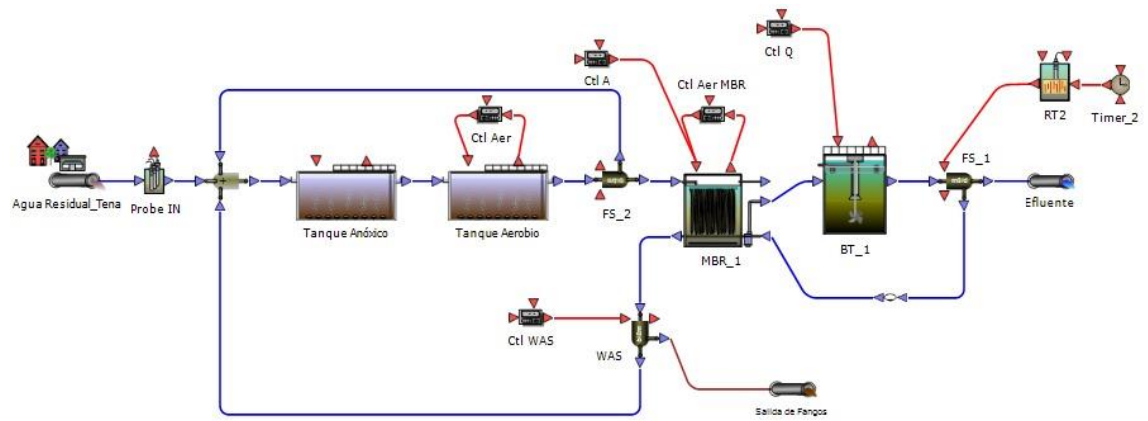 Ctl Q
Ctl A
Ctl Aer MBR
Ctl Aer
RT2
Timer_2
FS_1
Agua Residual_Tena
Probe IN
Tanque Anóxico
Tanque Aerobio
FS_2
MBR_1
BT_1
Efluente
Ctl WAS
WAS
Salida de Fangos